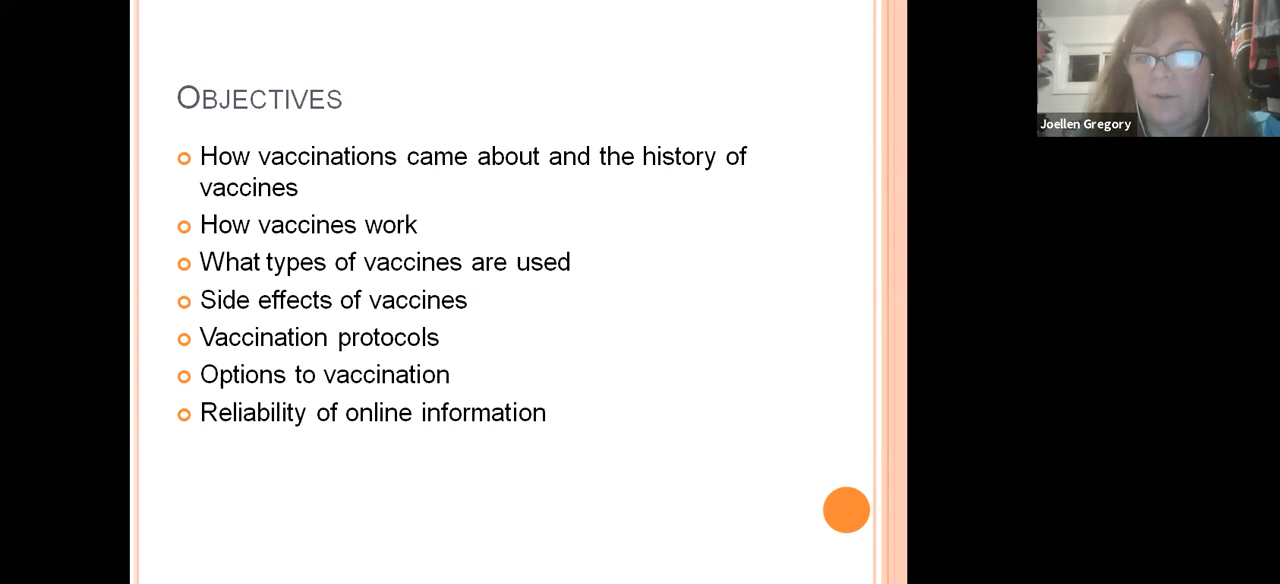 OBJECTIVES
How vaccinations came about and the history of
vaccines
How vaccines work
What types of vaccines are used
Side effects of vaccines
Vaccination protocols
Options to vaccination
Reliability of online information
Joellen Gregory